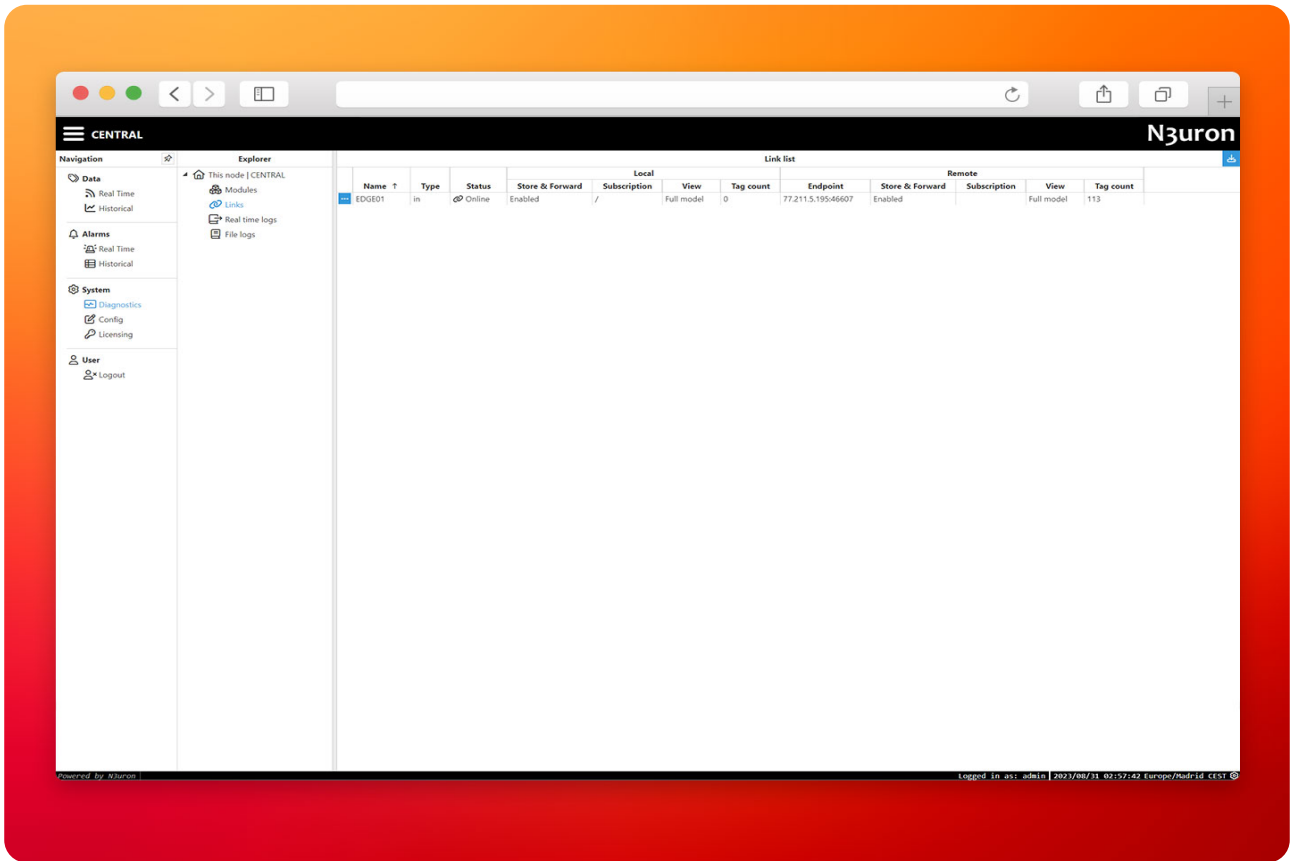 CENTRAL
N3uron
Navigation
Explorer
Link list
Data
Real Time
Historical
Alarms
Real Time
Historical
System
Diagnostics
Config
Licensing
User
Logout
This node | CENTRAL
Modules
Links
Real time logs
File logs
Local Remote
Name ↑ Type Status Store & Forward Subscription View Tag count Endpoint Store & Forward Subscription View Tag count
EDGE01 in Online Enabled / Full model 0 77.211.5.195:46607 Enabled Full model 113
Powered by N3uron
Logged in as: admin 2023/08/31 02:57:42 Europe/Madrid CEST